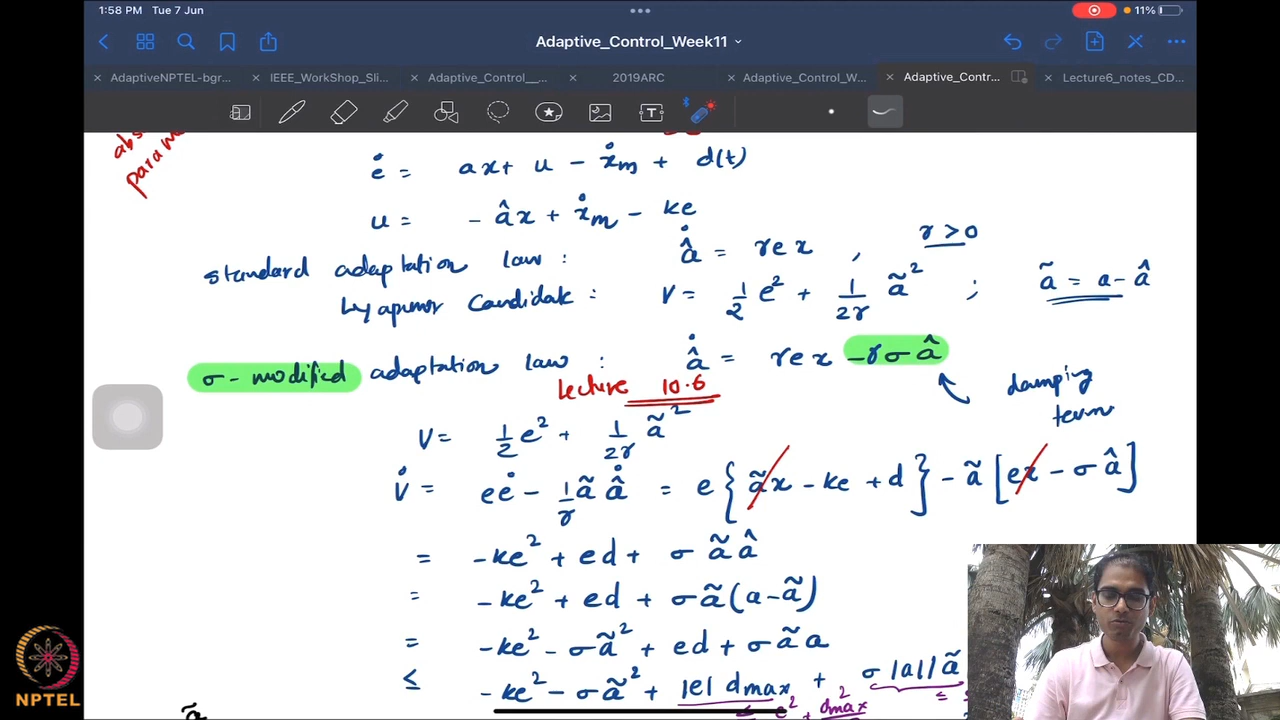 1:58 PM Tue 7 Jun
11%
Adaptive_Control_Week11
AdaptiveNPTEL-bgr...
IEEE_WorkShop_Sli...
Adaptive_Control__...
2019ARC
Adaptive_Control_W...
Adaptive_Contr...
Lecture6_notes_CD...
ė = ax + u - ẋm + d(t)
u = - âx + ẋm - ke
standard adaptation law : â̇ = γex , γ > 0
Lyapunov Candidate : V = 1/2 e² + 1/2γ ã² ; ã = a - â
σ - modified adaptation law : â̇ = γex - γσâ
Lecture 10.6
damping term
V = 1/2 e² + 1/2γ ã²
V̇ = eė - 1/γ ã â̇ = e { ãx - ke + d } - ã [ ex - σâ ]
= -ke² + ed + σãâ
= -ke² + ed + σã(a-ã)
= -ke² - σã² + ed + σãa
≤ -ke² - σã² + |e| dmax + σ|a||ã
NPTEL